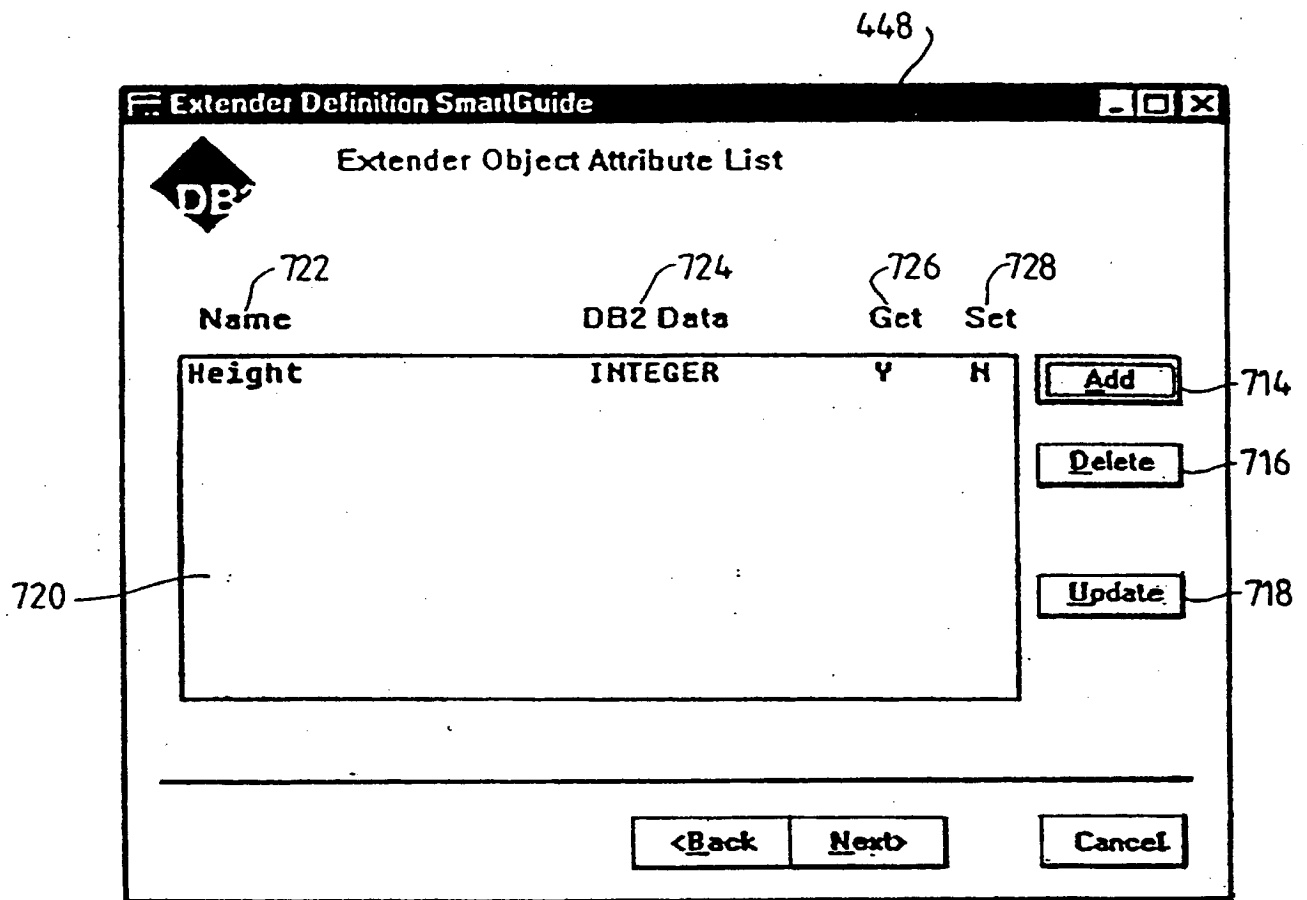 448
Extender Definition SmartGuide
DB2
Extender Object Attribute List
722 724 726 728
Name DB2 Data Get Set
Height INTEGER Y N
Add 714
Delete 716
720
Update 718
<Back Next> Cancel